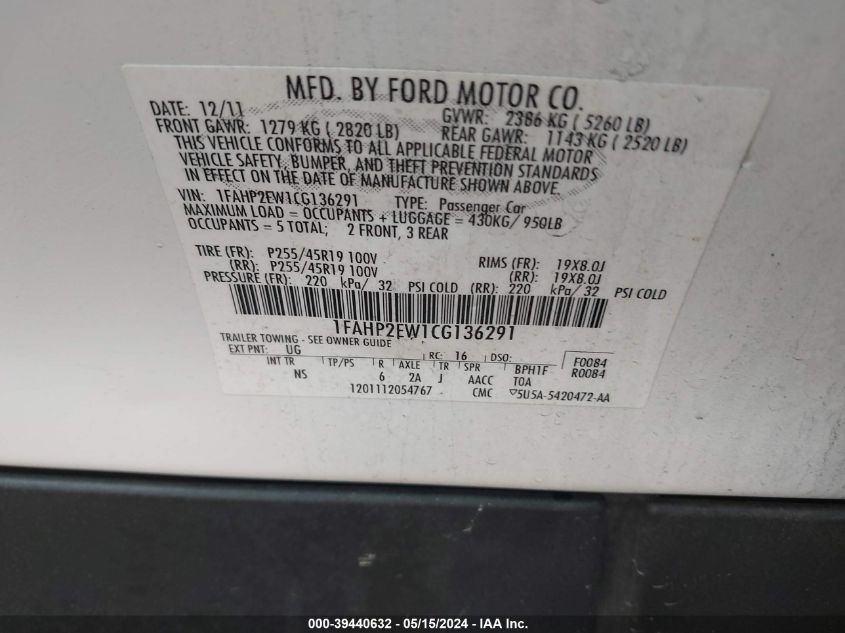 MFD. BY FORD MOTOR CO.
DATE: 12/11 GVWR: 2386 KG ( 5260 LB)
FRONT GAWR: 1279 KG ( 2820 LB) REAR GAWR: 1143 KG ( 2520 LB)
THIS VEHICLE CONFORMS TO ALL APPLICABLE FEDERAL MOTOR
VEHICLE SAFETY, BUMPER, AND THEFT PREVENTION STANDARDS
IN EFFECT ON THE DATE OF MANUFACTURE SHOWN ABOVE.
VIN: 1FAHP2EW1CG136291 TYPE: Passenger Car
MAXIMUM LOAD = OCCUPANTS + LUGGAGE = 430KG/ 950LB
OCCUPANTS = 5 TOTAL; 2 FRONT, 3 REAR
TIRE (FR): P255/45R19 100V RIMS (FR): 19X8.0J
(RR): P255/45R19 100V (RR): 19X8.0J
PRESSURE (FR): 220 kPa/ 32 PSI COLD (RR): 220 kPa/ 32 PSI COLD
1FAHP2EW1CG136291
TRAILER TOWING - SEE OWNER GUIDE
EXT PNT: UG RC: 16 DSO: F0084
INT TR TP/PS R AXLE TR SPR BPH1F R0084
NS 6 2A J AACC TOA
1201112054767 CMC ▽5U5A-5420472-AA
000-39440632 - 05/15/2024 - IAA Inc.